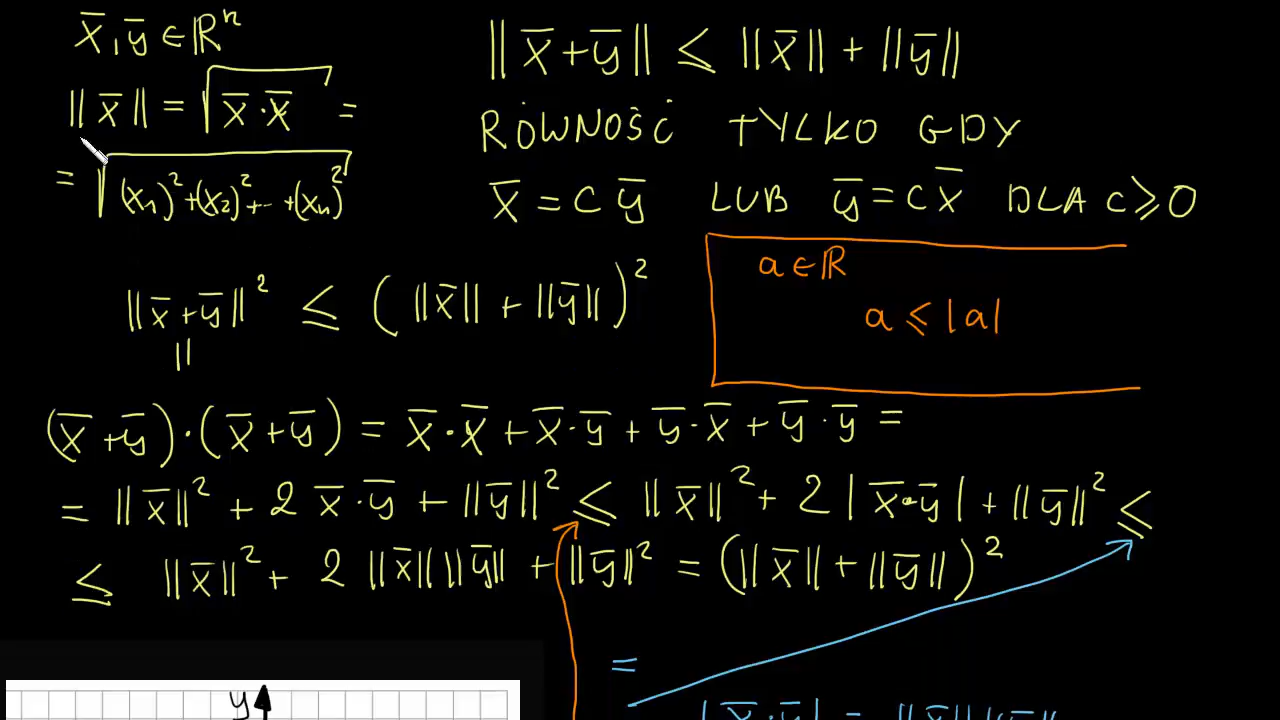 x̄, ȳ ∈ ℝⁿ
‖x̄+ȳ‖ ≤ ‖x̄‖ + ‖ȳ‖
‖x̄‖ = √(x̄·x̄) =
RÓWNOŚĆ TYLKO GDY
= √((x₁)²+(x₂)²+...+(xₙ)²)
x̄ = C ȳ LUB ȳ = C x̄ DLA C ≥ 0
a ∈ ℝ
a ≤ |a|
‖x̄+ȳ‖² ≤ (‖x̄‖ + ‖ȳ‖)²
||
(x̄+ȳ)·(x̄+ȳ) = x̄·x̄ + x̄·ȳ + ȳ·x̄ + ȳ·ȳ =
= ‖x̄‖² + 2 x̄·ȳ + ‖ȳ‖² ≤ ‖x̄‖² + 2|x̄·ȳ| + ‖ȳ‖² ≤
≤ ‖x̄‖² + 2 ‖x̄‖ ‖ȳ‖ + ‖ȳ‖² = (‖x̄‖ + ‖ȳ‖)²
=
y
|x̄·ȳ| = ‖x̄‖ ‖ȳ‖